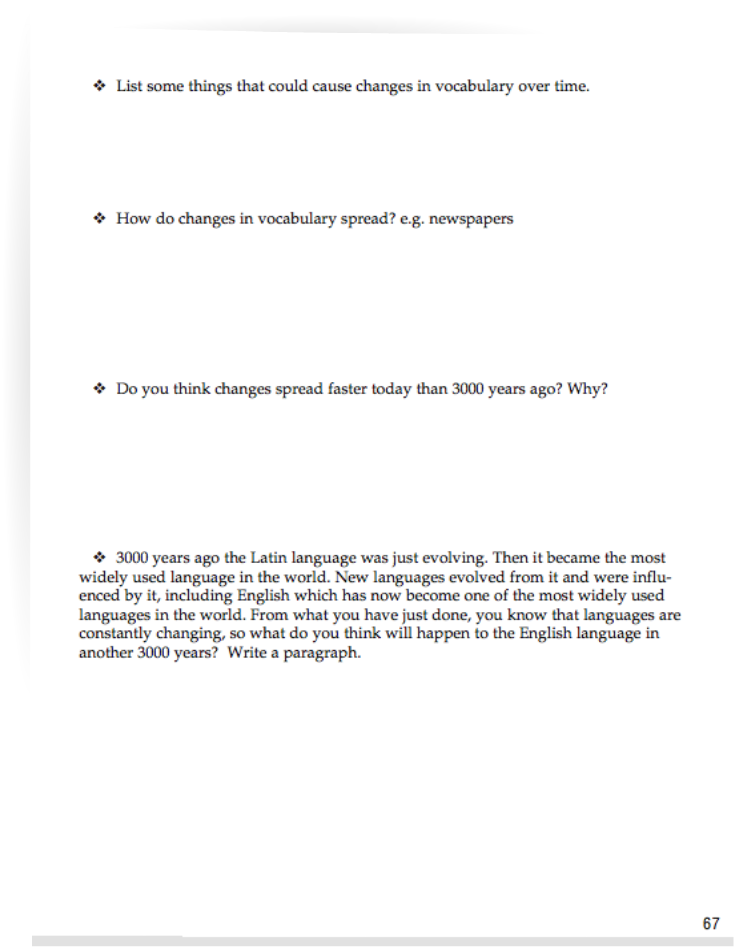 ❖ List some things that could cause changes in vocabulary over time.
❖ How do changes in vocabulary spread? e.g. newspapers
❖ Do you think changes spread faster today than 3000 years ago? Why?
❖ 3000 years ago the Latin language was just evolving. Then it became the most
widely used language in the world. New languages evolved from it and were influ-
enced by it, including English which has now become one of the most widely used
languages in the world. From what you have just done, you know that languages are
constantly changing, so what do you think will happen to the English language in
another 3000 years?  Write a paragraph.
67